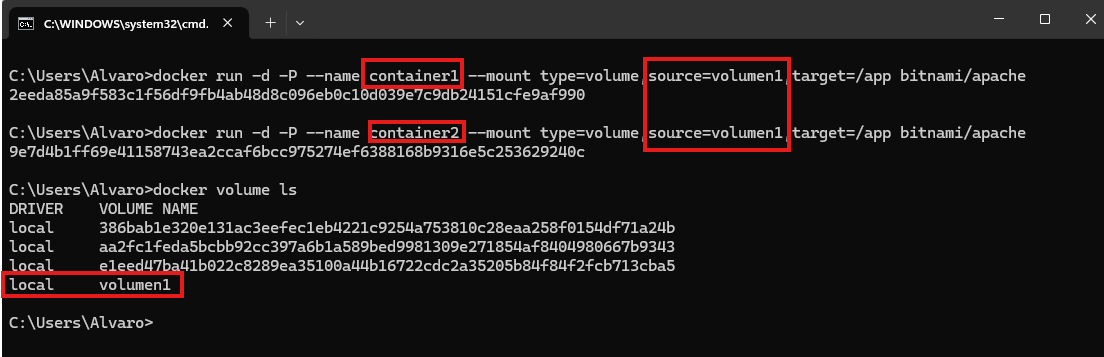 C:\WINDOWS\system32\cmd.
C:\Users\Alvaro>docker run -d -P --name container1 --mount type=volume,source=volumen1,target=/app bitnami/apache
2eeda85a9f583c1f56df9fb4ab48d8c096eb0c10d039e7c9db24151cfe9af990
C:\Users\Alvaro>docker run -d -P --name container2 --mount type=volume,source=volumen1,target=/app bitnami/apache
9e7d4b1ff69e41158743ea2ccaf6bcc975274ef6388168b9316e5c253629240c
C:\Users\Alvaro>docker volume ls
DRIVER VOLUME NAME
local 386bab1e320e131ac3eefec1eb4221c9254a753810c28eaa258f0154df71a24b
local aa2fc1feda5bcbb92cc397a6b1a589bed9981309e271854af8404980667b9343
local e1eed47ba41b022c8289ea35100a44b16722cdc2a35205b84f84f2fcb713cba5
local volumen1
C:\Users\Alvaro>